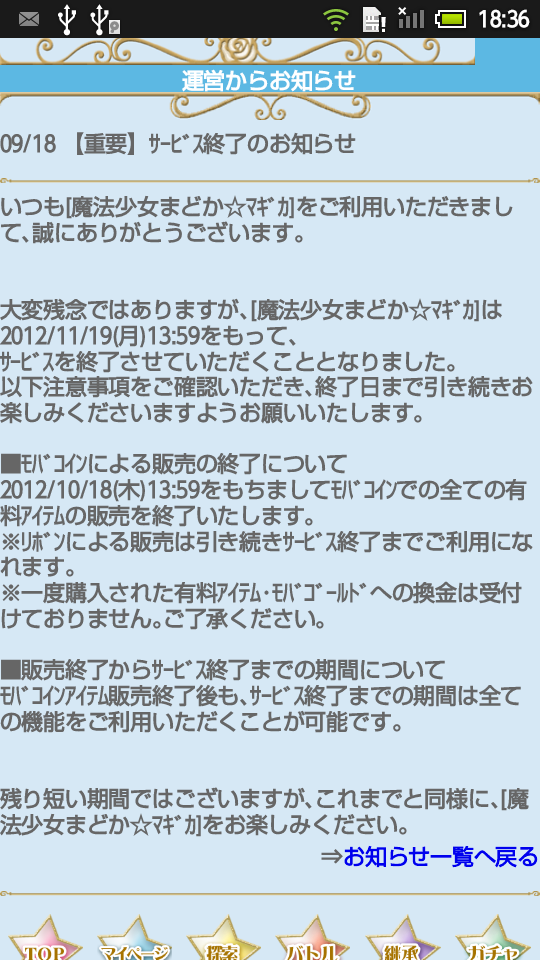 18:36
運営からお知らせ
09/18 【重要】ｻｰﾋﾞｽ終了のお知らせ
いつも[魔法少女まどか☆ﾏｷﾞｶ]をご利用いただきまし
て､誠にありがとうございます｡
大変残念ではありますが､[魔法少女まどか☆ﾏｷﾞｶ]は
2012/11/19(月)13:59をもって､
ｻｰﾋﾞｽを終了させていただくこととなりました｡
以下注意事項をご確認いただき､終了日まで引き続きお
楽しみくださいますようお願いいたします｡
■ﾓﾊﾞｺｲﾝによる販売の終了について
2012/10/18(木)13:59をもちましてﾓﾊﾞｺｲﾝでの全ての有
料ｱｲﾃﾑの販売を終了いたします｡
※ﾘﾎﾞﾝによる販売は引き続きｻｰﾋﾞｽ終了までご利用にな
れます｡
※一度購入された有料ｱｲﾃﾑ･ﾓﾊﾞｺﾞｰﾙﾄﾞへの換金は受付
けておりません｡ご了承ください｡
■販売終了からｻｰﾋﾞｽ終了までの期間について
ﾓﾊﾞｺｲﾝｱｲﾃﾑ販売終了後も､ｻｰﾋﾞｽ終了までの期間は全て
の機能をご利用いただくことが可能です｡
残り短い期間ではございますが､これまでと同様に､[魔
法少女まどか☆ﾏｷﾞｶ]をお楽しみください｡
⇒お知らせ一覧へ戻る
TOP マイページ 探索 バトル 継承 ガチャ